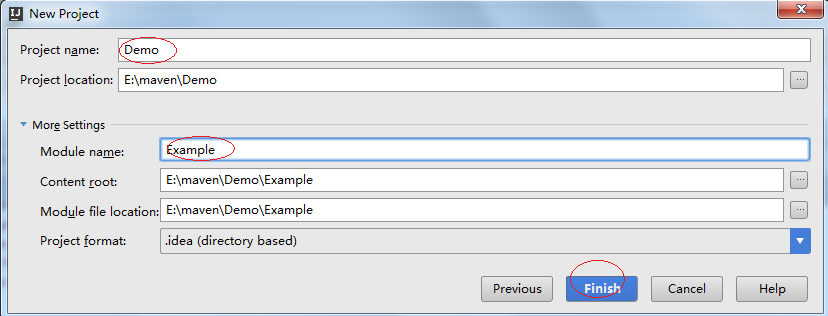 IJ New Project
Project name: Demo
Project location: E:\maven\Demo ...
More Settings
Module name: Example
Content root: E:\maven\Demo\Example ...
Module file location: E:\maven\Demo\Example ...
Project format: .idea (directory based)
Previous Finish Cancel Help